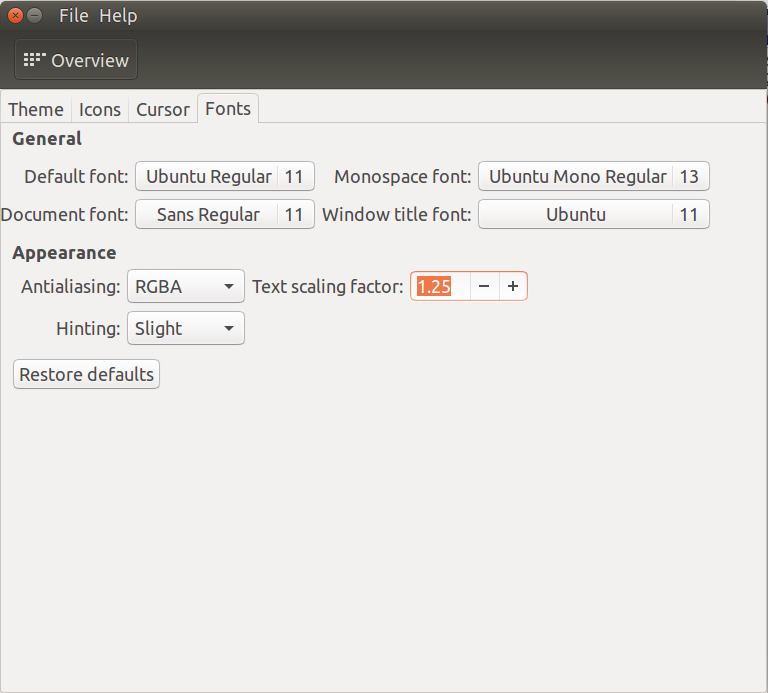 File Help
Overview
Theme Icons Cursor Fonts
General
Default font: Ubuntu Regular 11 Monospace font: Ubuntu Mono Regular 13
Document font: Sans Regular 11 Window title font: Ubuntu 11
Appearance
Antialiasing: RGBA Text scaling factor: 1.25 − +
Hinting: Slight
Restore defaults